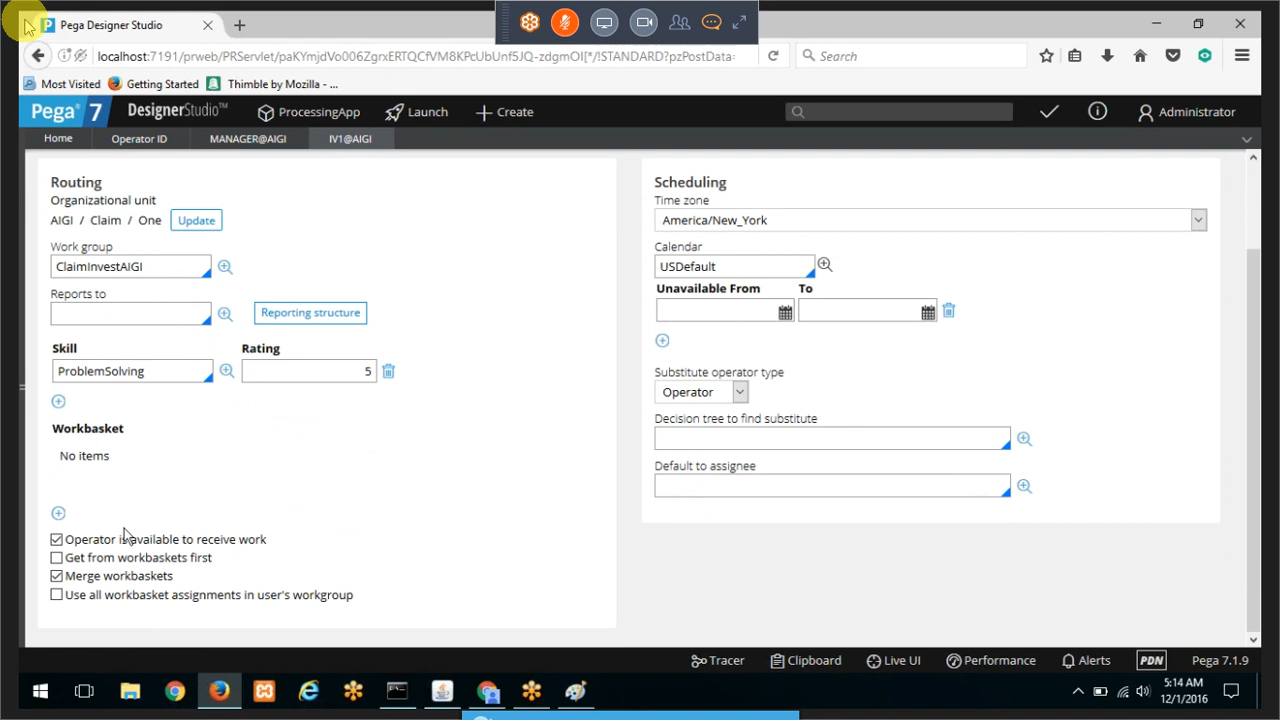 Pega Designer Studio
localhost:7191/prweb/PRServlet/paKYmjdVo006ZgrxERTQCfVM8KPcUbUnf5JQ-zdgmOI[*/!STANDARD?pzPostData=
Search
Most Visited Getting Started Thimble by Mozilla - ...
Pega 7 DesignerStudio™ ProcessingApp Launch Create Administrator
Home Operator ID MANAGER@AIGI IV1@AIGI
Routing
Organizational unit
AIGI / Claim / One Update
Work group
ClaimInvestAIGI
Reports to
Reporting structure
Skill Rating
ProblemSolving 5
Workbasket
No items
Operator is available to receive work
Get from workbaskets first
Merge workbaskets
Use all workbasket assignments in user's workgroup
Scheduling
Time zone
America/New_York
Calendar
USDefault
Unavailable From To
Substitute operator type
Operator
Decision tree to find substitute
Default to assignee
Tracer Clipboard Live UI Performance Alerts PDN Pega 7.1.9
5:14 AM
12/1/2016